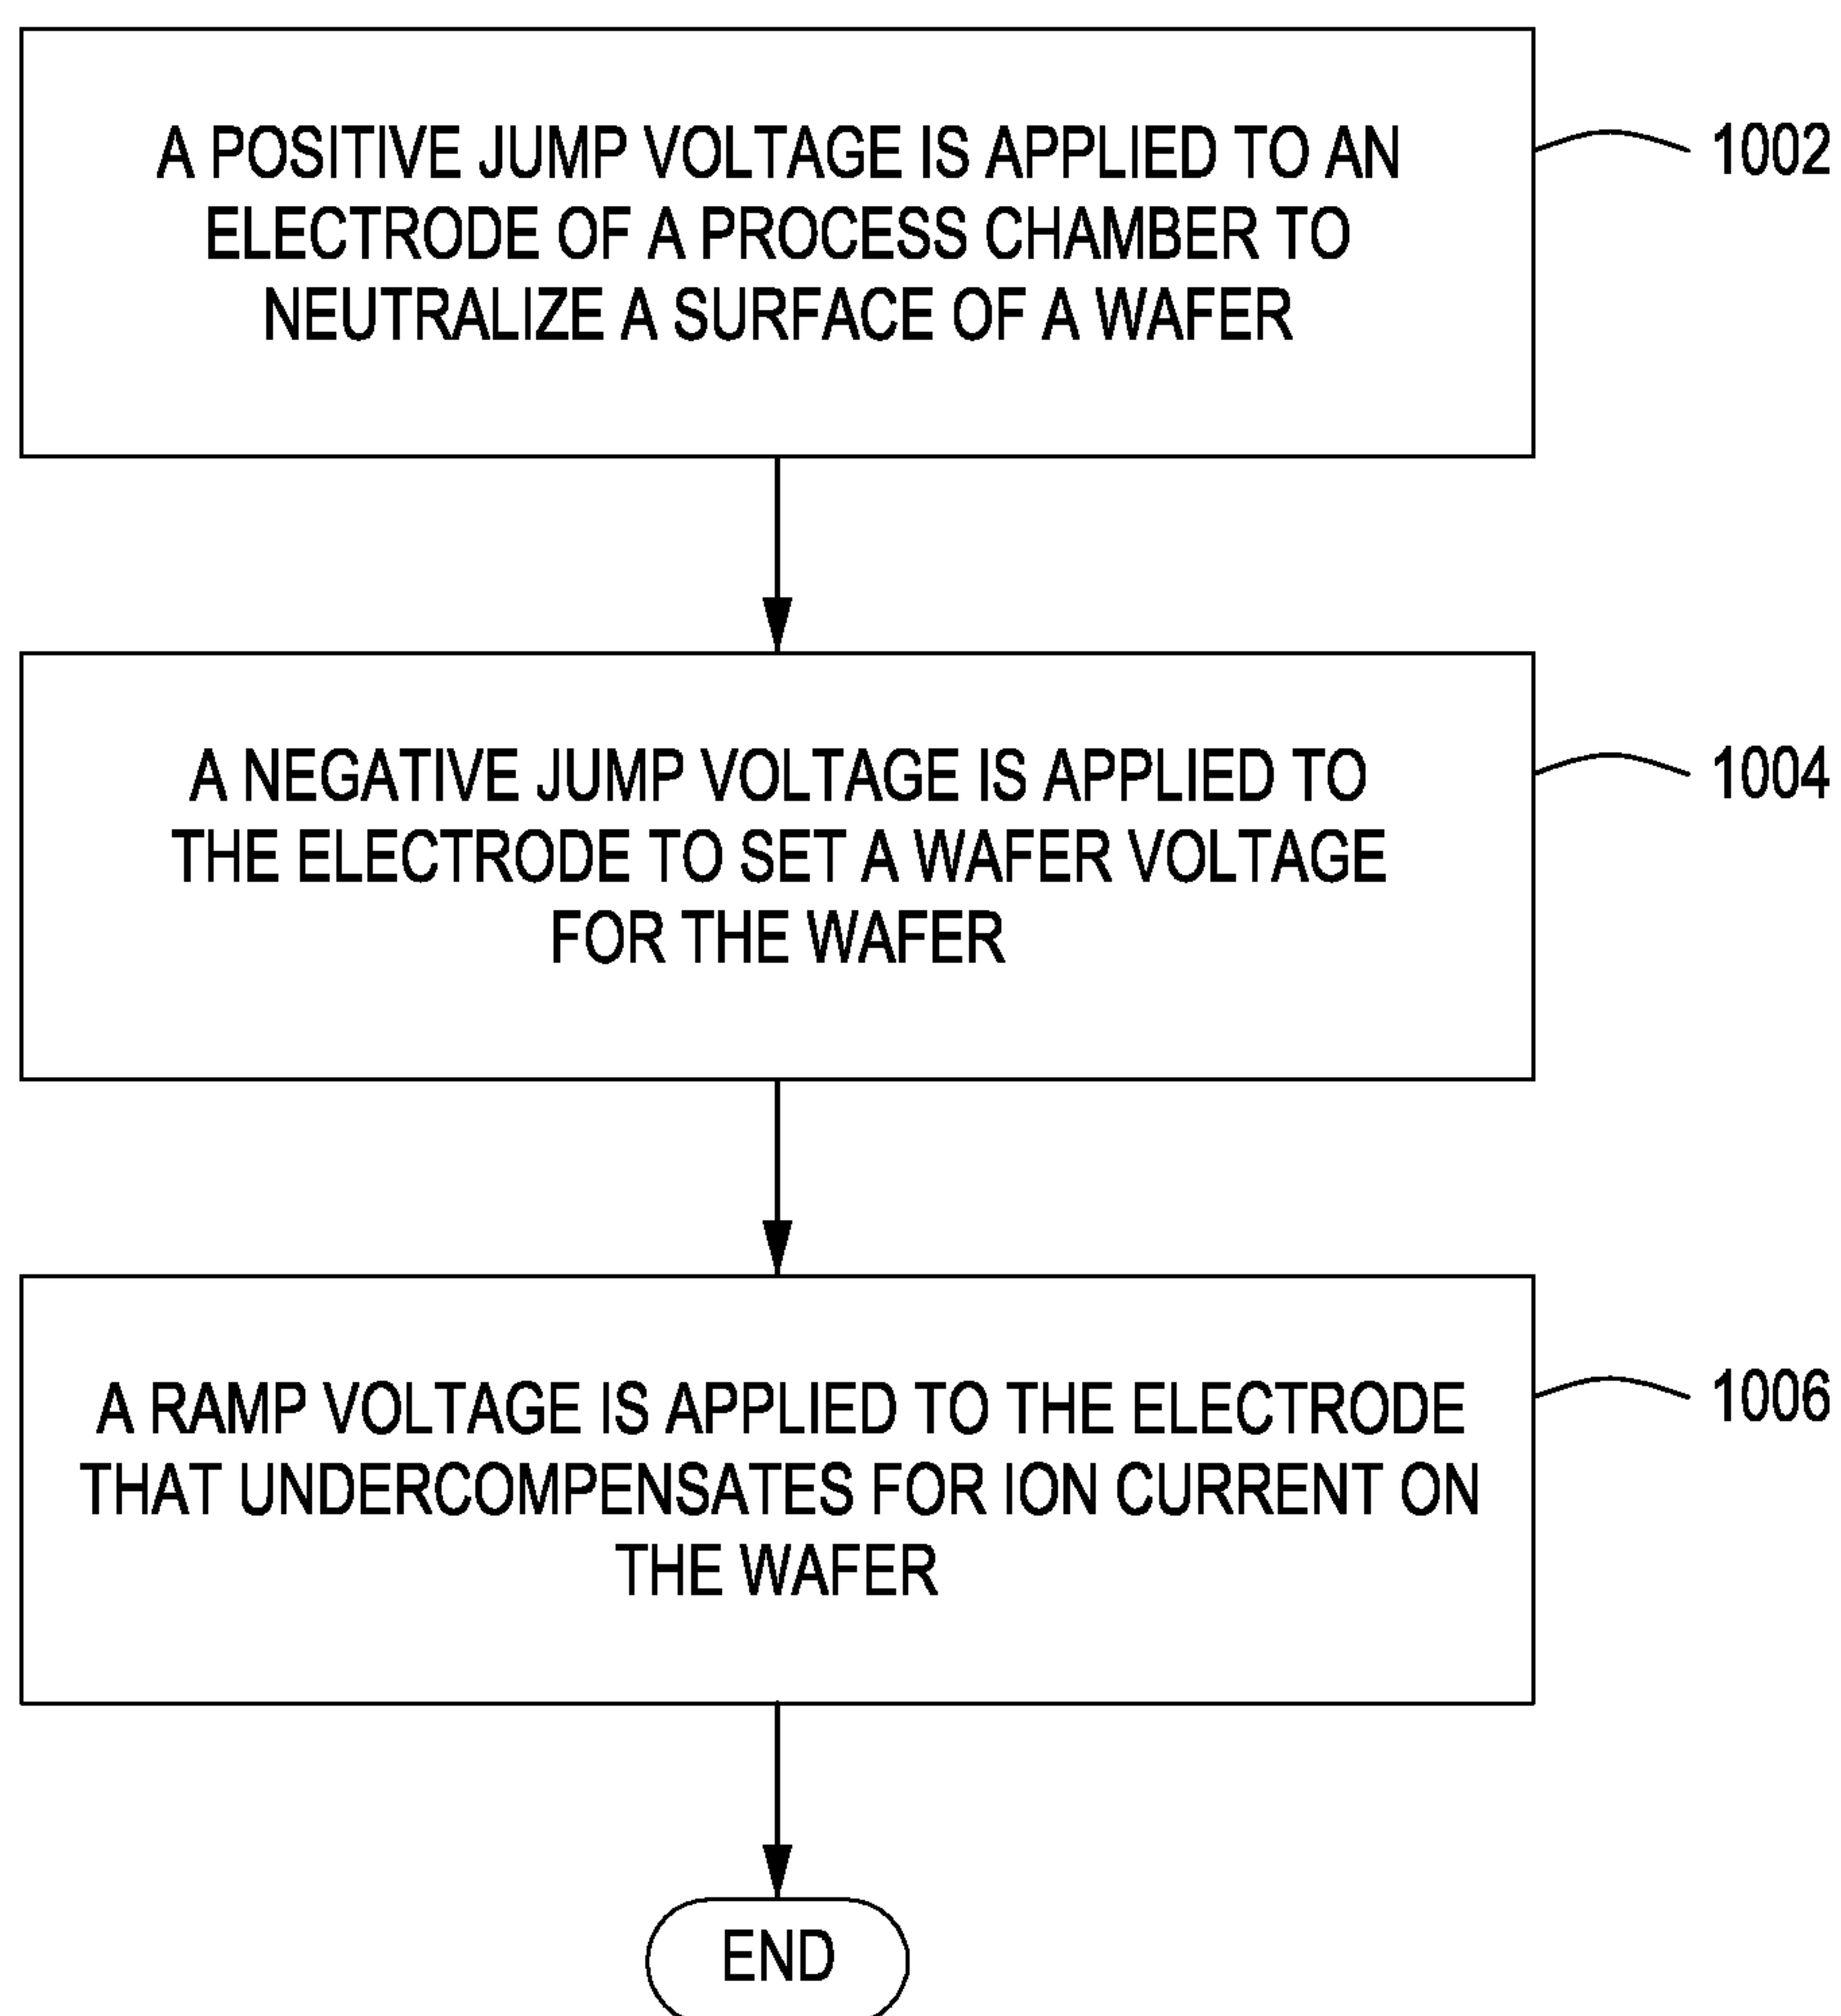 A POSITIVE JUMP VOLTAGE IS APPLIED TO AN
ELECTRODE OF A PROCESS CHAMBER TO
NEUTRALIZE A SURFACE OF A WAFER
1002
A NEGATIVE JUMP VOLTAGE IS APPLIED TO
THE ELECTRODE TO SET A WAFER VOLTAGE
FOR THE WAFER
1004
A RAMP VOLTAGE IS APPLIED TO THE ELECTRODE
THAT UNDERCOMPENSATES FOR ION CURRENT ON
THE WAFER
1006
END